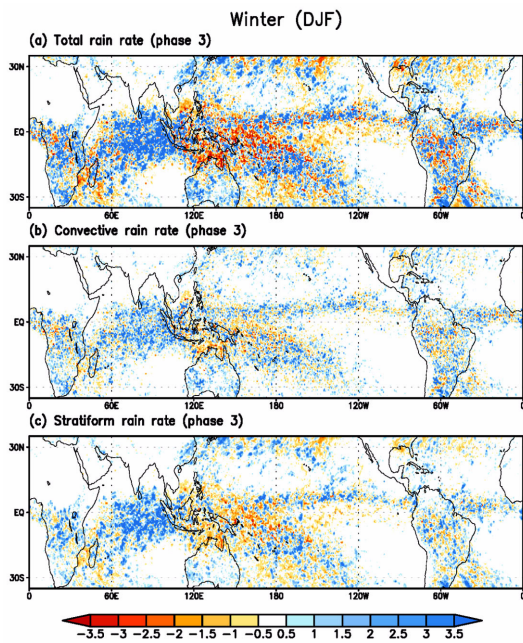 Winter (DJF)
(a) Total rain rate (phase 3)
30N
EQ
30S
0 60E 120E 180 120W 60W 0
(b) Convective rain rate (phase 3)
30N
EQ
30S
0 60E 120E 180 120W 60W 0
(c) Stratiform rain rate (phase 3)
30N
EQ
30S
0 60E 120E 180 120W 60W 0
-3.5 -3 -2.5 -2 -1.5 -1 -0.5 0.5 1 1.5 2 2.5 3 3.5